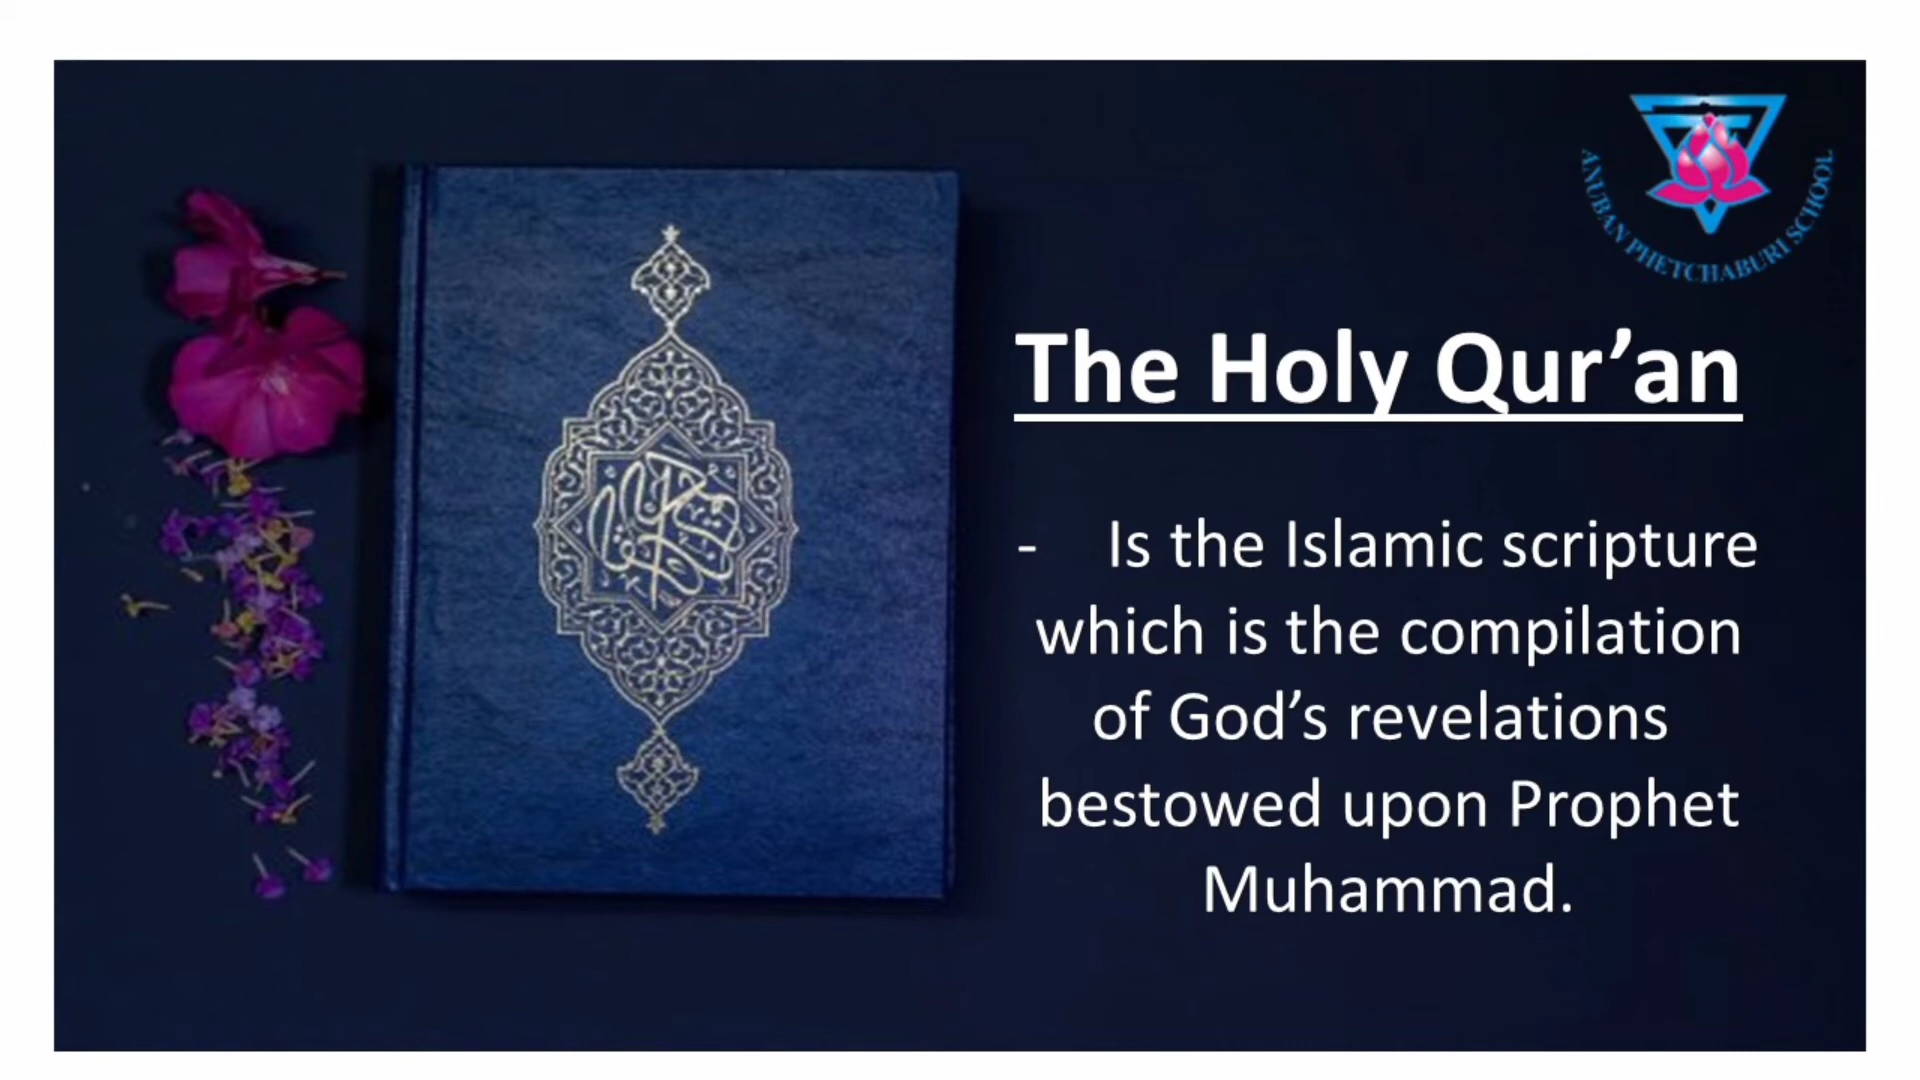 ANUBAN PHETCHABURI SCHOOL
The Holy Qur’an
- Is the Islamic scripture
which is the compilation
of God’s revelations
bestowed upon Prophet
Muhammad.